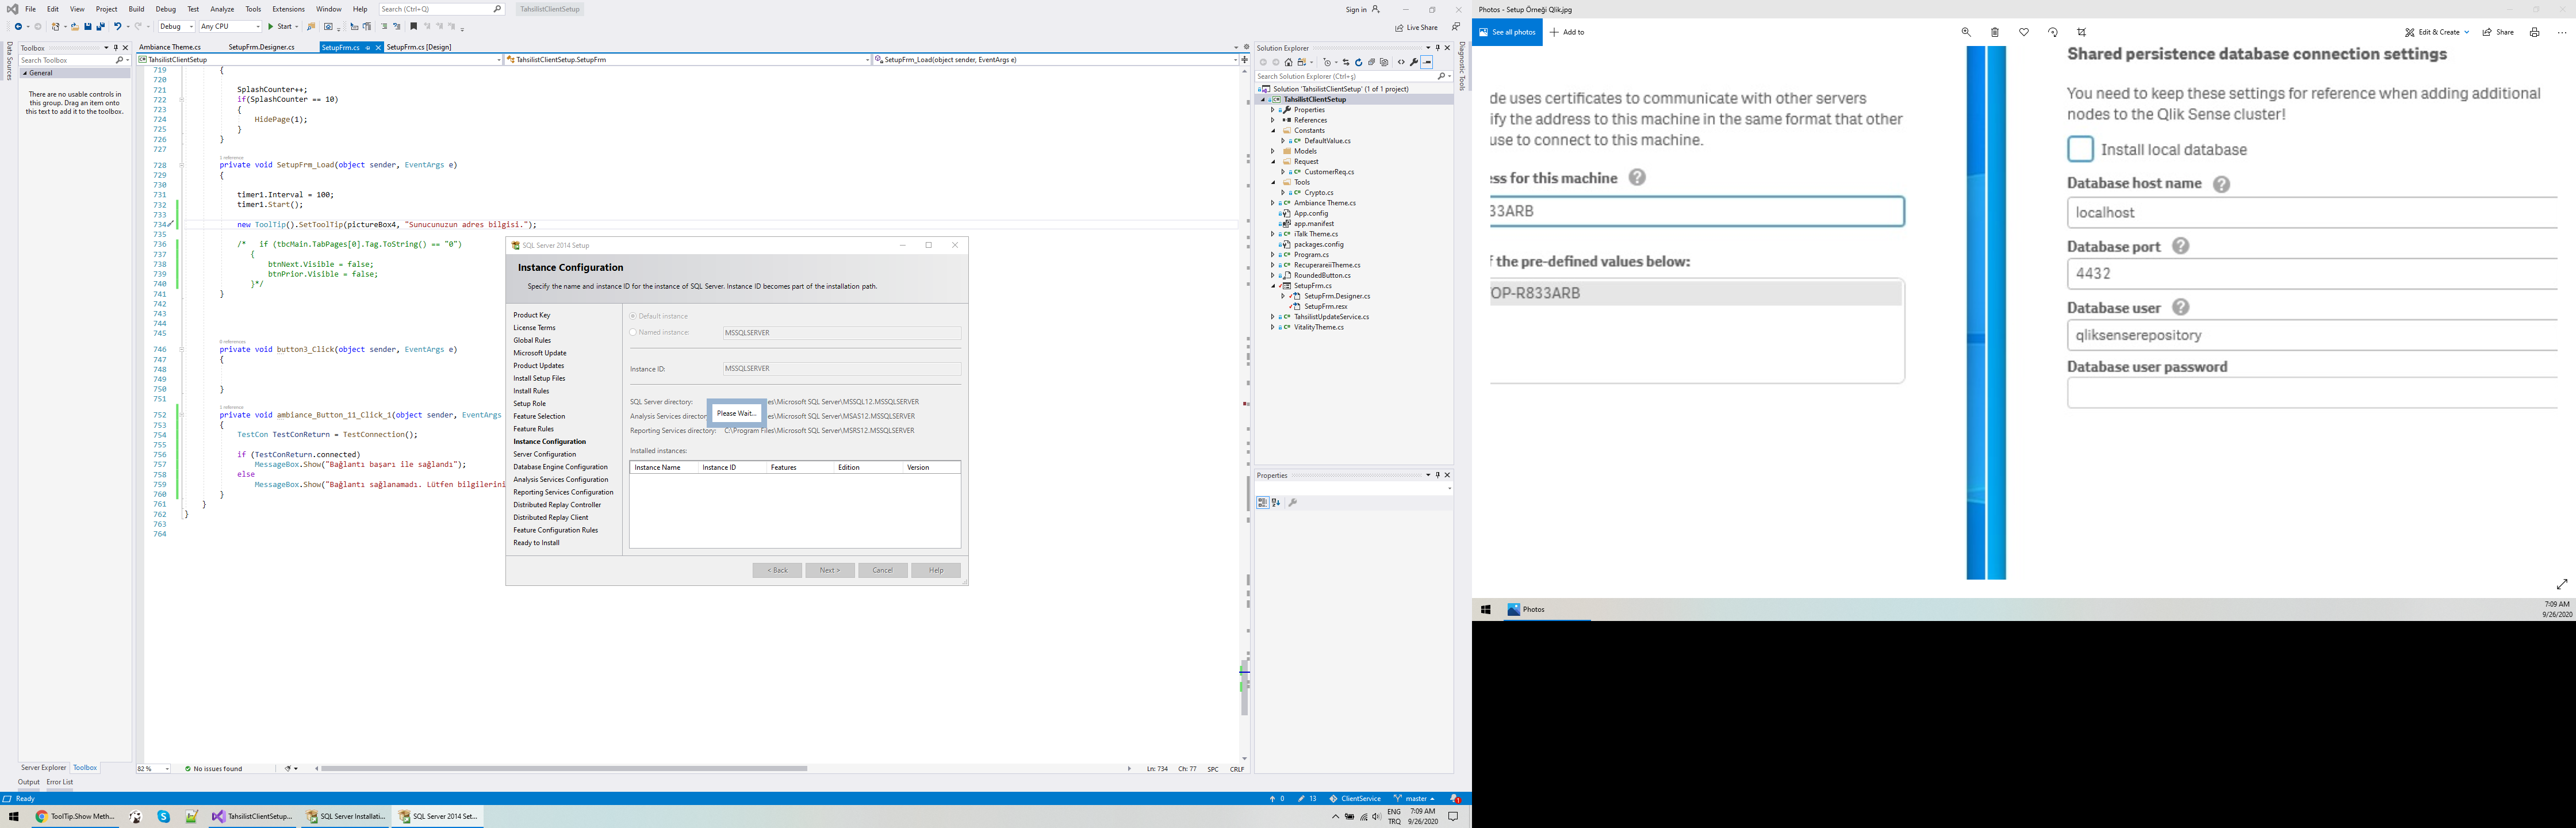 File Edit View Project Build Debug Test Analyze Tools Extensions Window Help Search (Ctrl+Q) TahsilistClientSetup Sign in
Live Share
Debug Any CPU Start
Data Sources
Toolbox
Search Toolbox
General
There are no usable controls in
this group. Drag an item onto
this text to add it to the toolbox.
Server Explorer Toolbox
Output Error List
Ambiance Theme.cs SetupFrm.Designer.cs SetupFrm.cs SetupFrm.cs [Design]
TahsilistClientSetup TahsilistClientSetup.SetupFrm SetupFrm_Load(object sender, EventArgs e)
719 {
720
721 SplashCounter++;
722 if(SplashCounter == 10)
723 {
724 HidePage(1);
725 }
726 }
727
1 reference
728 private void SetupFrm_Load(object sender, EventArgs e)
729 {
730
731 timer1.Interval = 100;
732 timer1.Start();
733
734 new ToolTip().SetToolTip(pictureBox4, "Sunucunuzun adres bilgisi.");
735
736 /* if (tbcMain.TabPages[0].Tag.ToString() == "0")
737 {
738 btnNext.Visible = false;
739 btnPrior.Visible = false;
740 }*/
741 }
742
743
744
745
0 references
746 private void button3_Click(object sender, EventArgs e)
747 {
748
749
750 }
751
1 reference
752 private void ambiance_Button_11_Click_1(object sender, EventArgs
753 {
754 TestCon TestConReturn = TestConnection();
755
756 if (TestConReturn.connected)
757 MessageBox.Show("Bağlantı başarı ile sağlandı");
758 else
759 MessageBox.Show("Bağlantı sağlanamadı. Lütfen bilgilerini
760 }
761 }
762 }
763
764
82 % No issues found Ln: 734 Ch: 77 SPC CRLF
SQL Server 2014 Setup
Instance Configuration
Specify the name and instance ID for the instance of SQL Server. Instance ID becomes part of the installation path.
Product Key
License Terms
Global Rules
Microsoft Update
Product Updates
Install Setup Files
Install Rules
Setup Role
Feature Selection
Feature Rules
Instance Configuration
Server Configuration
Database Engine Configuration
Analysis Services Configuration
Reporting Services Configuration
Distributed Replay Controller
Distributed Replay Client
Feature Configuration Rules
Ready to Install
Default instance
Named instance: MSSQLSERVER
Instance ID: MSSQLSERVER
SQL Server directory: es\Microsoft SQL Server\MSSQL12.MSSQLSERVER
Analysis Services director es\Microsoft SQL Server\MSAS12.MSSQLSERVER
Reporting Services directory: C:\Program Files\Microsoft SQL Server\MSRS12.MSSQLSERVER
Please Wait...
Installed instances:
Instance Name Instance ID Features Edition Version
< Back Next > Cancel Help
Solution Explorer
Search Solution Explorer (Ctrl+ş)
Solution 'TahsilistClientSetup' (1 of 1 project)
TahsilistClientSetup
Properties
References
Constants
DefaultValue.cs
Models
Request
CustomerReq.cs
Tools
Crypto.cs
Ambiance Theme.cs
App.config
app.manifest
iTalk Theme.cs
packages.config
Program.cs
RecuperareiiTheme.cs
RoundedButton.cs
SetupFrm.cs
SetupFrm.Designer.cs
SetupFrm.resx
TahsilistUpdateService.cs
VitalityTheme.cs
Properties
Diagnostic Tools
Ready 0 13 ClientService master 1
ToolTip.Show Meth... TahsilistClientSetup... SQL Server Installati... SQL Server 2014 Set...
ENG 7:09 AM
TRQ 9/26/2020
Photos - Setup Örneği Qlik.jpg
See all photos Add to Edit & Create Share
de uses certificates to communicate with other servers
ify the address to this machine in the same format that other
use to connect to this machine.
ess for this machine
33ARB
f the pre-defined values below:
OP-R833ARB
Shared persistence database connection settings
You need to keep these settings for reference when adding additional
nodes to the Qlik Sense cluster!
Install local database
Database host name
localhost
Database port
4432
Database user
qliksenserepository
Database user password
Photos
7:09 AM
9/26/2020